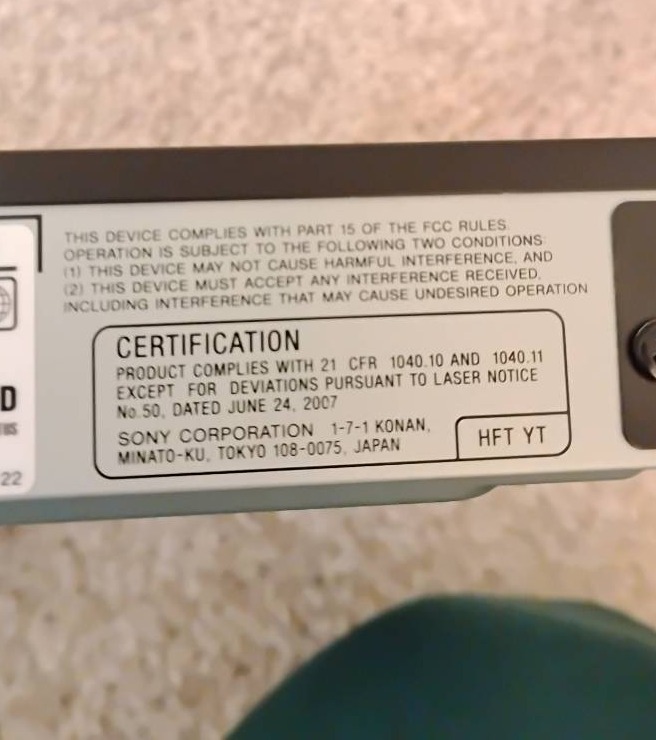 THIS DEVICE COMPLIES WITH PART 15 OF THE FCC RULES.
OPERATION IS SUBJECT TO THE FOLLOWING TWO CONDITIONS:
(1) THIS DEVICE MAY NOT CAUSE HARMFUL INTERFERENCE, AND
(2) THIS DEVICE MUST ACCEPT ANY INTERFERENCE RECEIVED,
INCLUDING INTERFERENCE THAT MAY CAUSE UNDESIRED OPERATION
CERTIFICATION
PRODUCT COMPLIES WITH 21 CFR 1040.10 AND 1040.11
EXCEPT FOR DEVIATIONS PURSUANT TO LASER NOTICE
No.50, DATED JUNE 24, 2007
SONY CORPORATION 1-7-1 KONAN,
MINATO-KU, TOKYO 108-0075, JAPAN
HFT YT
D
22